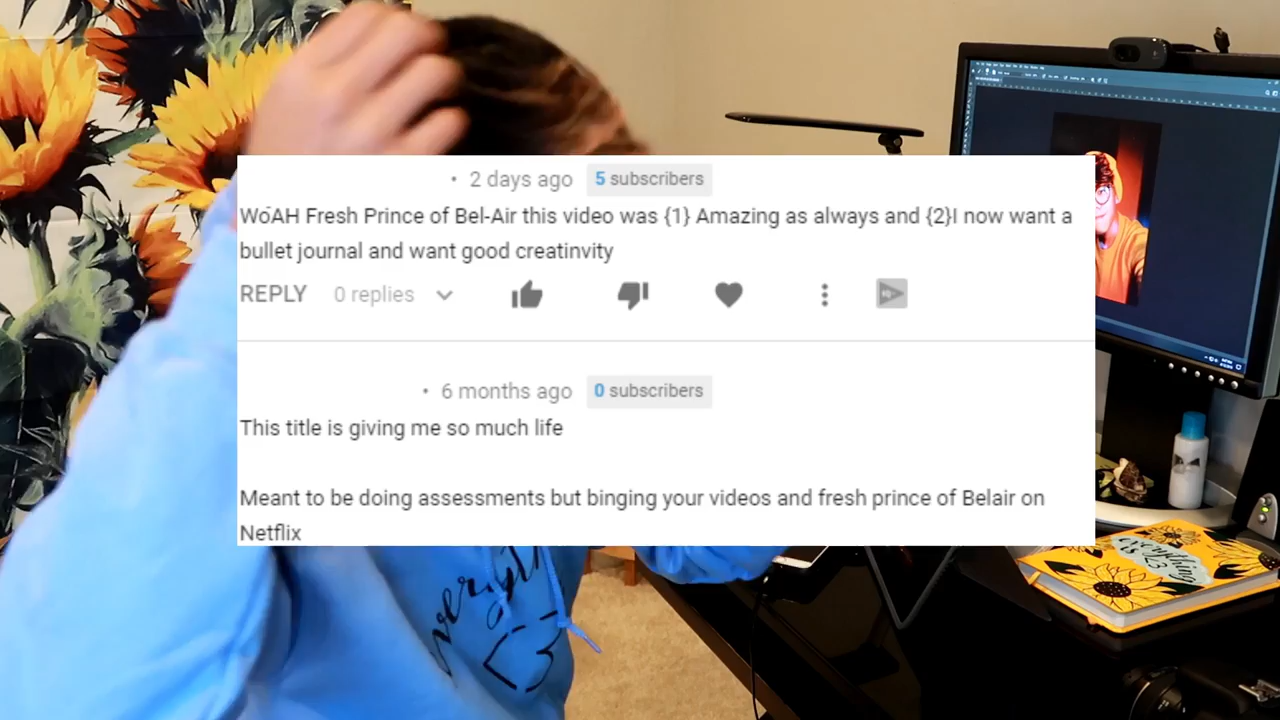 • 2 days ago 5 subscribers
WoAH Fresh Prince of Bel-Air this video was {1} Amazing as always and {2}I now want a
bullet journal and want good creatinvity
REPLY 0 replies
• 6 months ago 0 subscribers
This title is giving me so much life
Meant to be doing assessments but binging your videos and fresh prince of Belair on
Netflix
everything